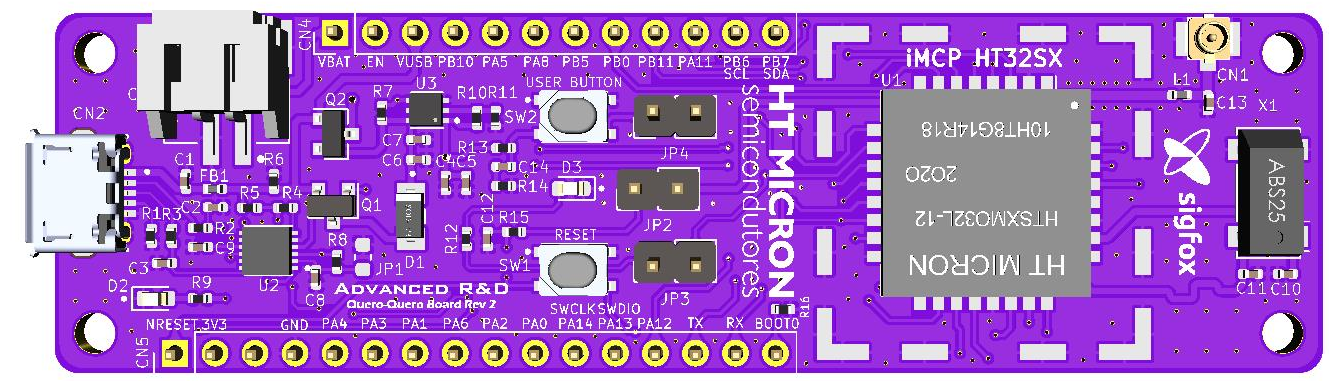 CN4
VBAT EN VUSB PB10 PA5 PA8 PB5 PB0 PB11 PA11 PB6 PB7
SCL SDA
iMCP HT32SX
U1
CN1
L1
C13
X1
CN2
Q2
R7
U3
R10R11
USER BUTTON
SW2
JP4
C7
C6
R13
C14
R14
D3
C1
FB1
R6
C4C5
C2
R5
R4
Q1
JP2
R1R3
R2
C9
C3
U2
R8
JP1
D1
R12
C12
R15
RESET
SW1
JP3
D2
R9
C8
ADVANCED R&D
Quero-Quero Board Rev 2
HT MICRON
semicondutores
R16
10HT8G14R18
2020
HTSXMO32L-12
HT MICRON
sigfox
ABS25
C11 C10
SWCLKSWDIO
NRESET 3V3 GND PA4 PA3 PA1 PA6 PA2 PA0 PA14 PA13 PA12 TX RX BOOT0
CN5